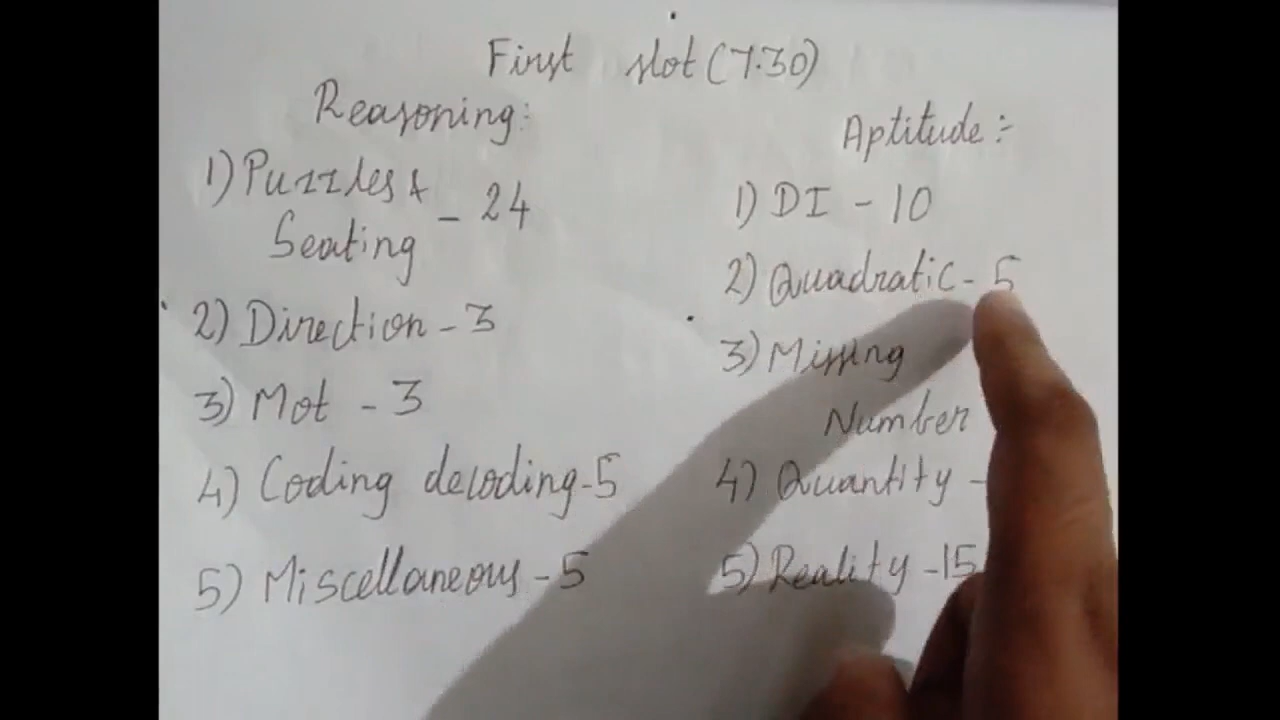 First slot (7.30)
Reasoning:
1) Puzzles &
Seating - 24
2) Direction - 3
3) Mot - 3
4) Coding decoding - 5
5) Miscellaneous - 5
Aptitude :-
1) DI - 10
2) Quadratic - 5
3) Missing
Number
4) Quantity -
5) Reality - 15